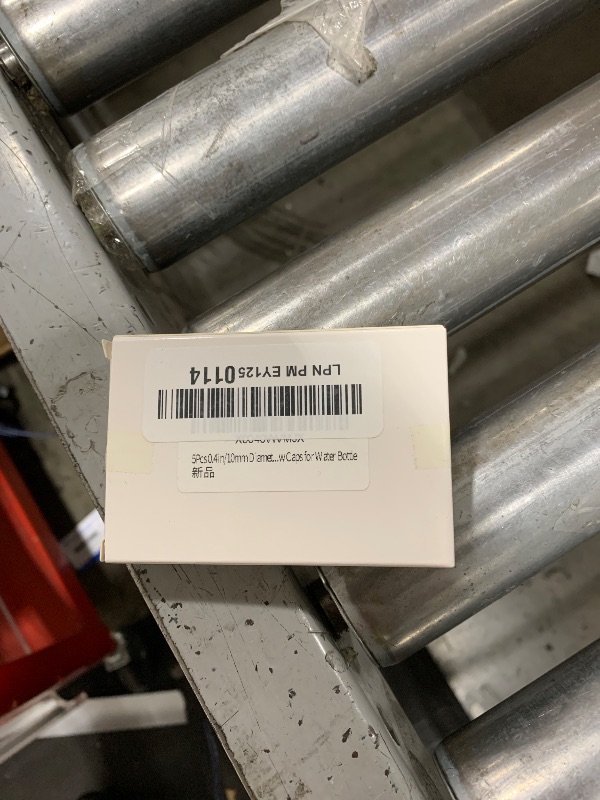 LPN PM EY1250114
5Pcs 0.4in/10mm Diamet...w Caps for Water Bottle
新品